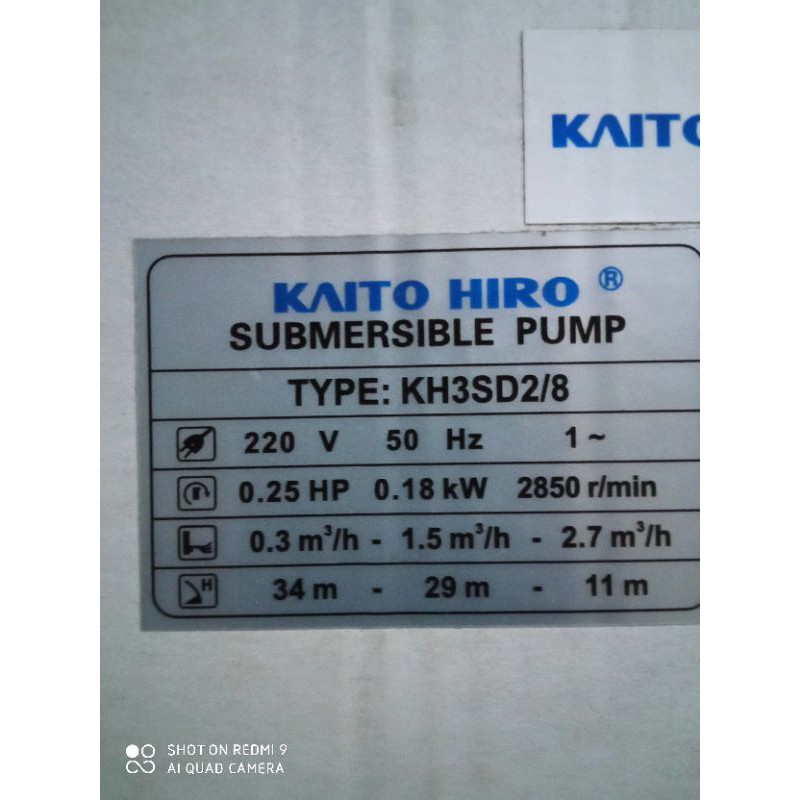 KAITO
KAITO HIRO ®
SUBMERSIBLE PUMP
TYPE: KH3SD2/8
220 V 50 Hz 1 ~
0.25 HP 0.18 kW 2850 r/min
0.3 m³/h - 1.5 m³/h - 2.7 m³/h
H 34 m - 29 m - 11 m
SHOT ON REDMI 9
AI QUAD CAMERA